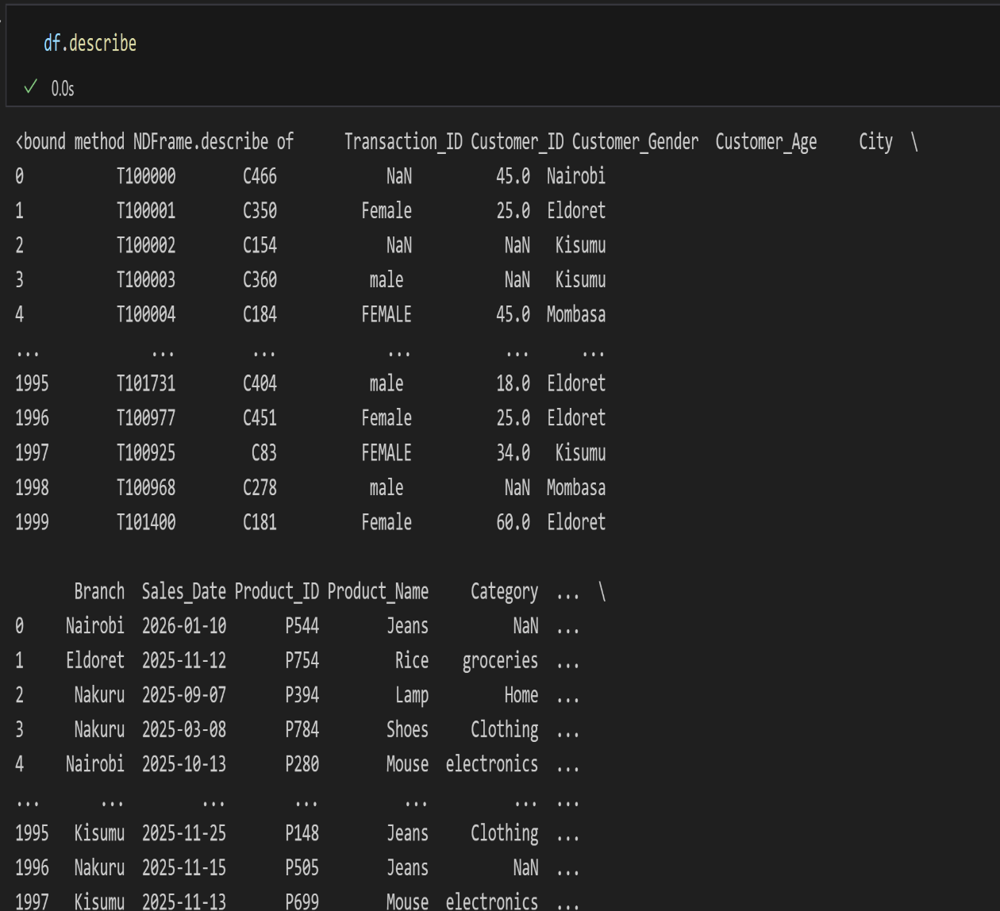 df.describe
✓ 0.0s
<bound method NDFrame.describe of      Transaction_ID Customer_ID Customer_Gender  Customer_Age     City  \
0           T100000        C466             NaN          45.0  Nairobi
1           T100001        C350          Female          25.0  Eldoret
2           T100002        C154             NaN           NaN   Kisumu
3           T100003        C360           male            NaN   Kisumu
4           T100004        C184          FEMALE          45.0  Mombasa
...             ...         ...             ...           ...      ...
1995        T101731        C404           male           18.0  Eldoret
1996        T100977        C451          Female          25.0  Eldoret
1997        T100925         C83          FEMALE          34.0   Kisumu
1998        T100968        C278           male            NaN  Mombasa
1999        T101400        C181          Female          60.0  Eldoret
       Branch  Sales_Date Product_ID Product_Name     Category  ...  \
0     Nairobi  2026-01-10       P544        Jeans          NaN  ...
1     Eldoret  2025-11-12       P754         Rice    groceries  ...
2      Nakuru  2025-09-07       P394         Lamp         Home  ...
3      Nakuru  2025-03-08       P784        Shoes     Clothing  ...
4     Nairobi  2025-10-13       P280        Mouse  electronics  ...
...       ...         ...        ...          ...          ...  ...
1995   Kisumu  2025-11-25       P148        Jeans     Clothing  ...
1996   Nakuru  2025-11-15       P505        Jeans          NaN  ...
1997   Kisumu  2025-11-13       P699        Mouse  electronics  ...